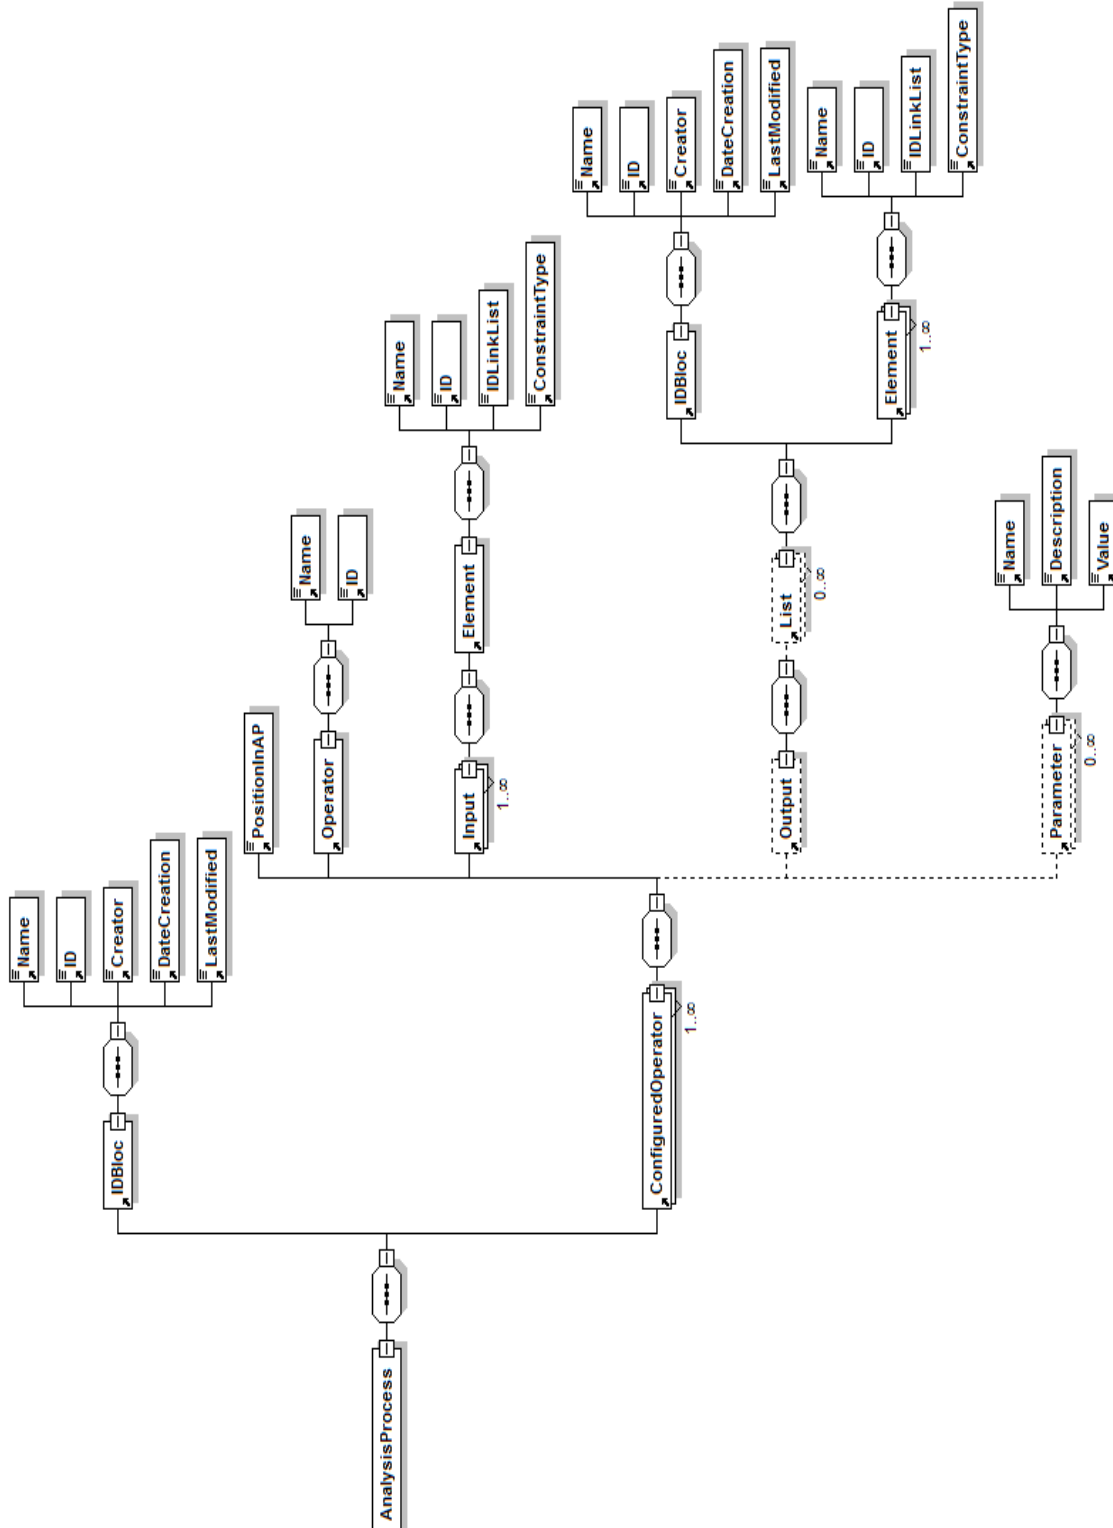 AnalysisProcess
IDBloc
Name
ID
Creator
DateCreation
LastModified
ConfiguredOperator
1..∞
PositionInAP
Operator
Name
ID
Input
1..∞
Element
Name
ID
IDLinkList
ConstraintType
Output
List
0..∞
IDBloc
Name
ID
Creator
DateCreation
LastModified
Element
1..∞
Name
ID
IDLinkList
ConstraintType
Parameter
0..∞
Name
Description
Value